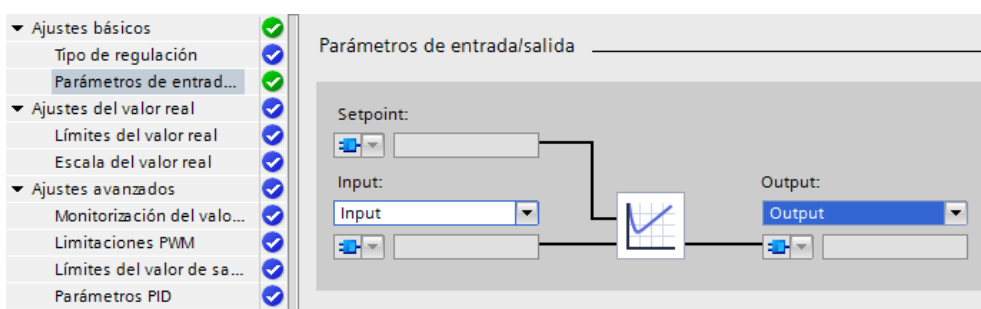 Ajustes básicos
Tipo de regulación
Parámetros de entrad...
Ajustes del valor real
Límites del valor real
Escala del valor real
Ajustes avanzados
Monitorización del valo...
Limitaciones PWM
Límites del valor de sa...
Parámetros PID
Parámetros de entrada/salida
Setpoint:
Input:
Input
Output:
Output